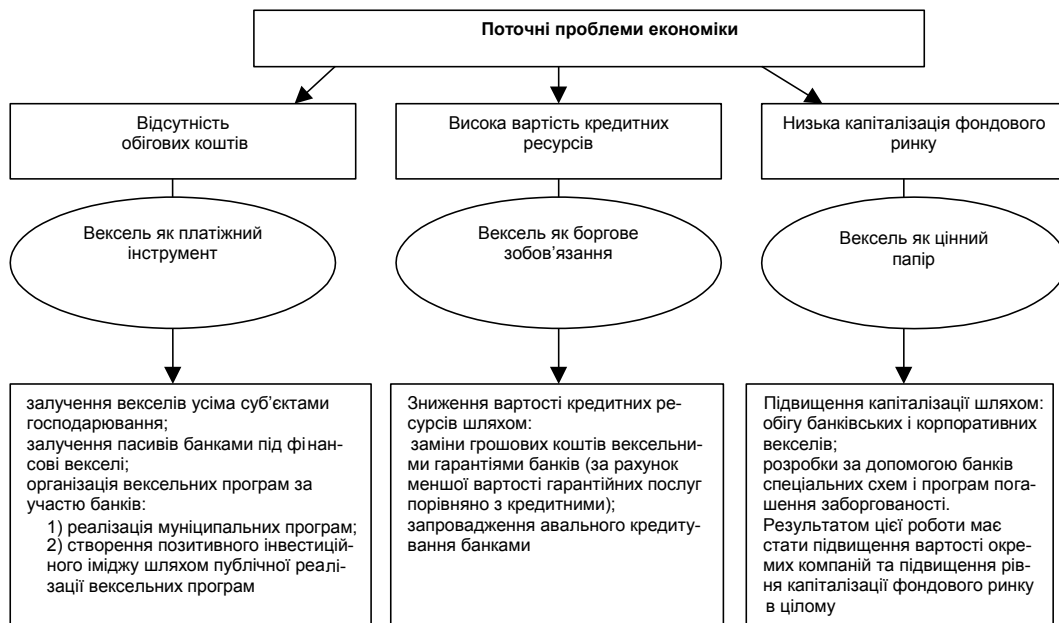 Поточні проблеми економіки
Відсутність
обігових коштів
Висока вартість кредитних
ресурсів
Низька капіталізація фондового
ринку
Вексель як платіжний
інструмент
Вексель як боргове
зобов’язання
Вексель як цінний
папір
залучення векселів усіма суб’єктами
господарювання;
залучення пасивів банками під фінан-
сові векселі;
організація вексельних програм за
участю банків:
1) реалізація муніципальних програм;
2) створення позитивного інвестицій-
ного іміджу шляхом публічної реалі-
зації вексельних програм
Зниження вартості кредитних ре-
сурсів шляхом:
заміни грошових коштів вексельни-
ми гарантіями банків (за рахунок
меншої вартості гарантійних послуг
порівняно з кредитними);
запровадження авального кредиту-
вання банками
Підвищення капіталізації шляхом:
обігу банківських і корпоративних
векселів;
розробки за допомогою банків
спеціальних схем і програм пога-
шення заборгованості.
Результатом цієї роботи має
стати підвищення вартості окре-
мих компаній та підвищення рів-
ня капіталізації фондового ринку
в цілому